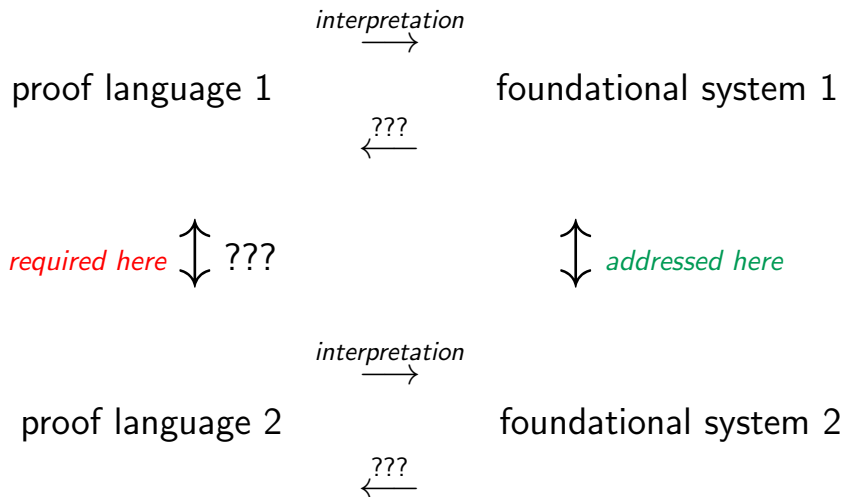 interpretation
proof language 1 foundational system 1
???
required here ??? addressed here
interpretation
proof language 2 foundational system 2
???